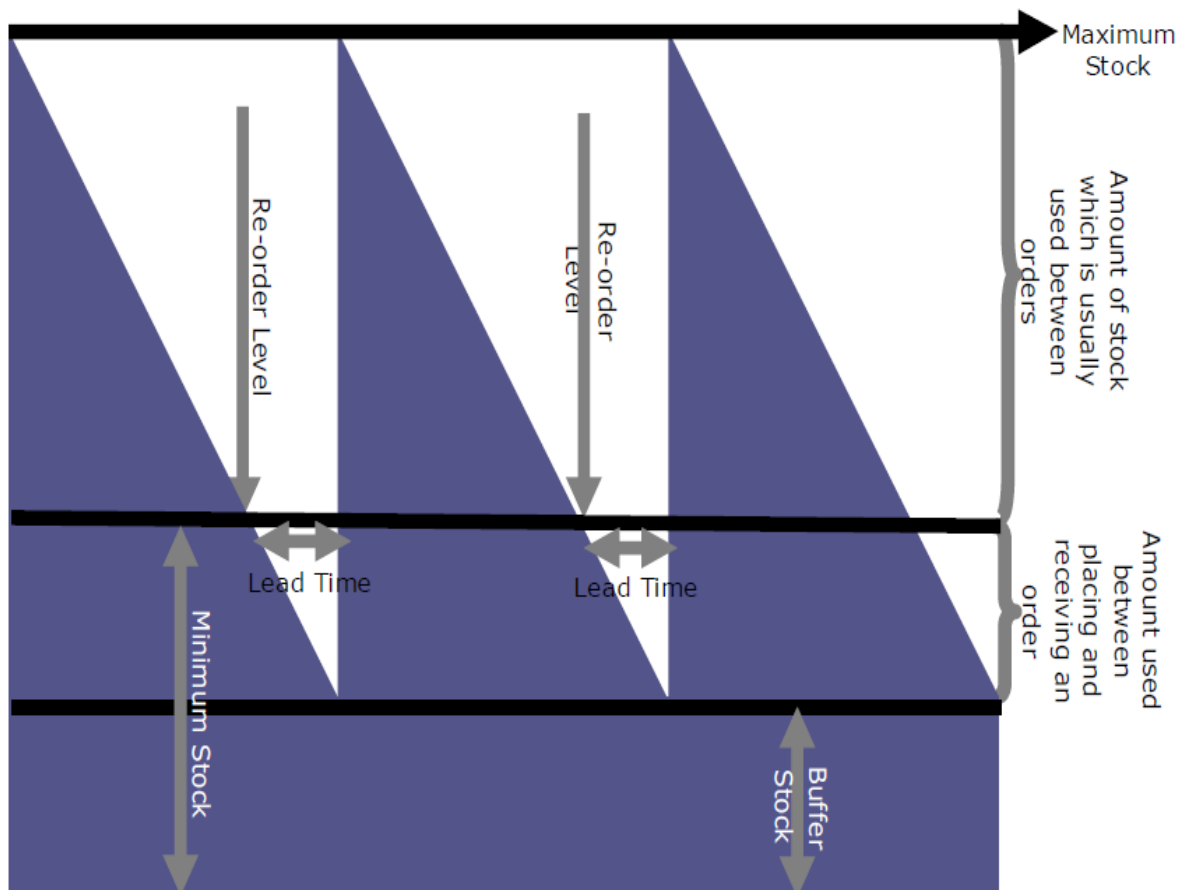 Maximum
Stock
Re-order Level
Re-order
Level
Amount of stock
which is usually
used between
orders
Lead Time
Lead Time
Minimum Stock
Buffer
Stock
Amount used
between
placing and
receiving an
order